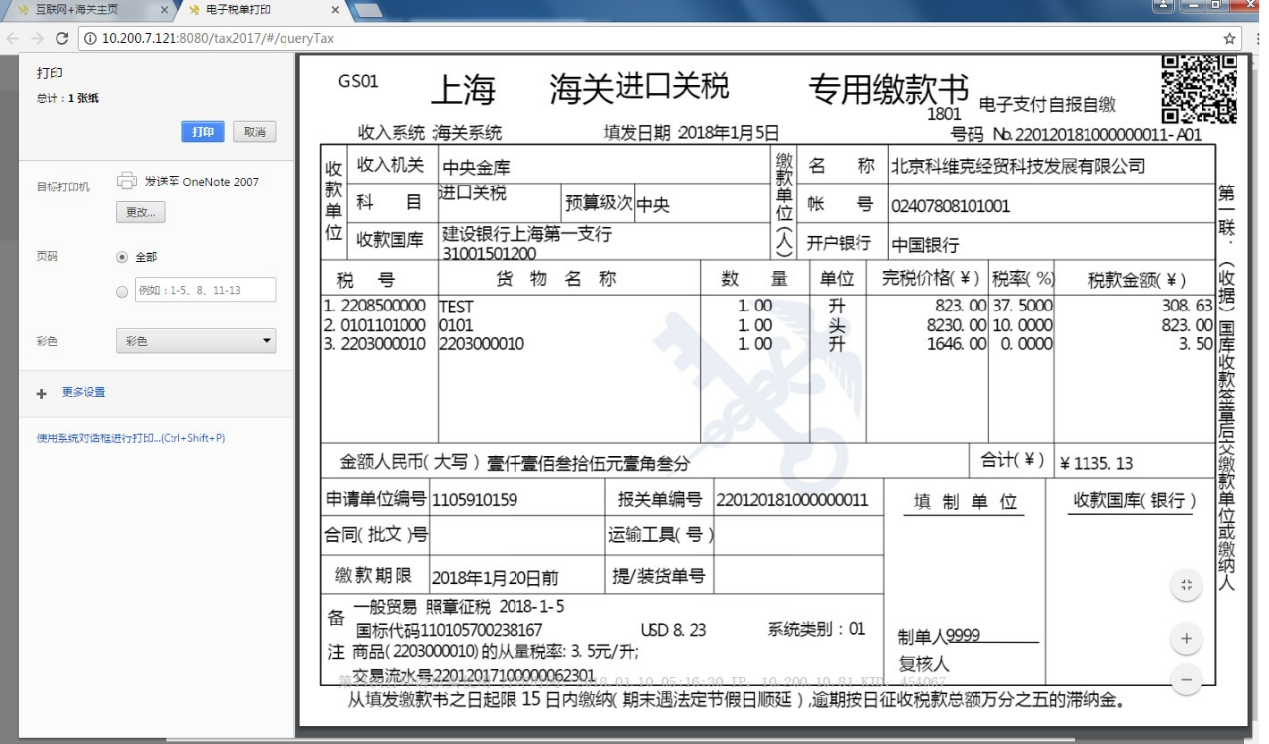 互联网+海关主页 × 电子税单打印 ×
10.200.7.121:8080/tax2017/#/queryTax
打印
总计：1 张纸
打印 取消
目标打印机 发送至 OneNote 2007
更改...
页码 全部
例如：1-5、8、11-13
彩色 彩色
+ 更多设置
使用系统对话框进行打印...(Ctrl+Shift+P)
GS01 上海 海关进口关税 专用缴款书
1801 电子支付自报自缴
收入系统:海关系统 填发日期 2018年1月5日 号码 No.220120181000000011-A01
收款单位 收入机关 中央金库 缴款单位(人) 名 称 北京科维克经贸科技发展有限公司
科 目 进口关税 预算级次 中央 帐 号 02407808101001
收款国库 建设银行上海第一支行 开户银行 中国银行
31001501200
税 号 货 物 名 称 数 量 单位 完税价格(¥) 税率(%) 税款金额(¥)
1. 2208500000 TEST 1.00 升 823.00 37.5000 308.63
2. 0101101000 0101 1.00 头 8230.00 10.0000 823.00
3. 2203000010 2203000010 1.00 升 1646.00 0.0000 3.50
金额人民币(大写) 壹仟壹佰叁拾伍元壹角叁分 合计(¥) ¥1135.13
申请单位编号 1105910159 报关单编号 220120181000000011 填 制 单 位 收款国库(银行)
合同(批文)号 运输工具(号)
缴款期限 2018年1月20日前 提/装货单号
备注 一般贸易 照章征税 2018-1-5
国标代码110105700238167 USD 8.23 系统类别：01
商品(2203000010)的从量税率:3.5元/升;
交易流水号22012017100000062301
制单人9999
复核人
2018-01-10 05:16:30 IP: 10.200.10.81 KID: 454067
从填发缴款书之日起限 15 日内缴纳(期末遇法定节假日顺延),逾期按日征收税款总额万分之五的滞纳金。
第一联:(收据)国库收款签章后交缴款单位或缴纳人